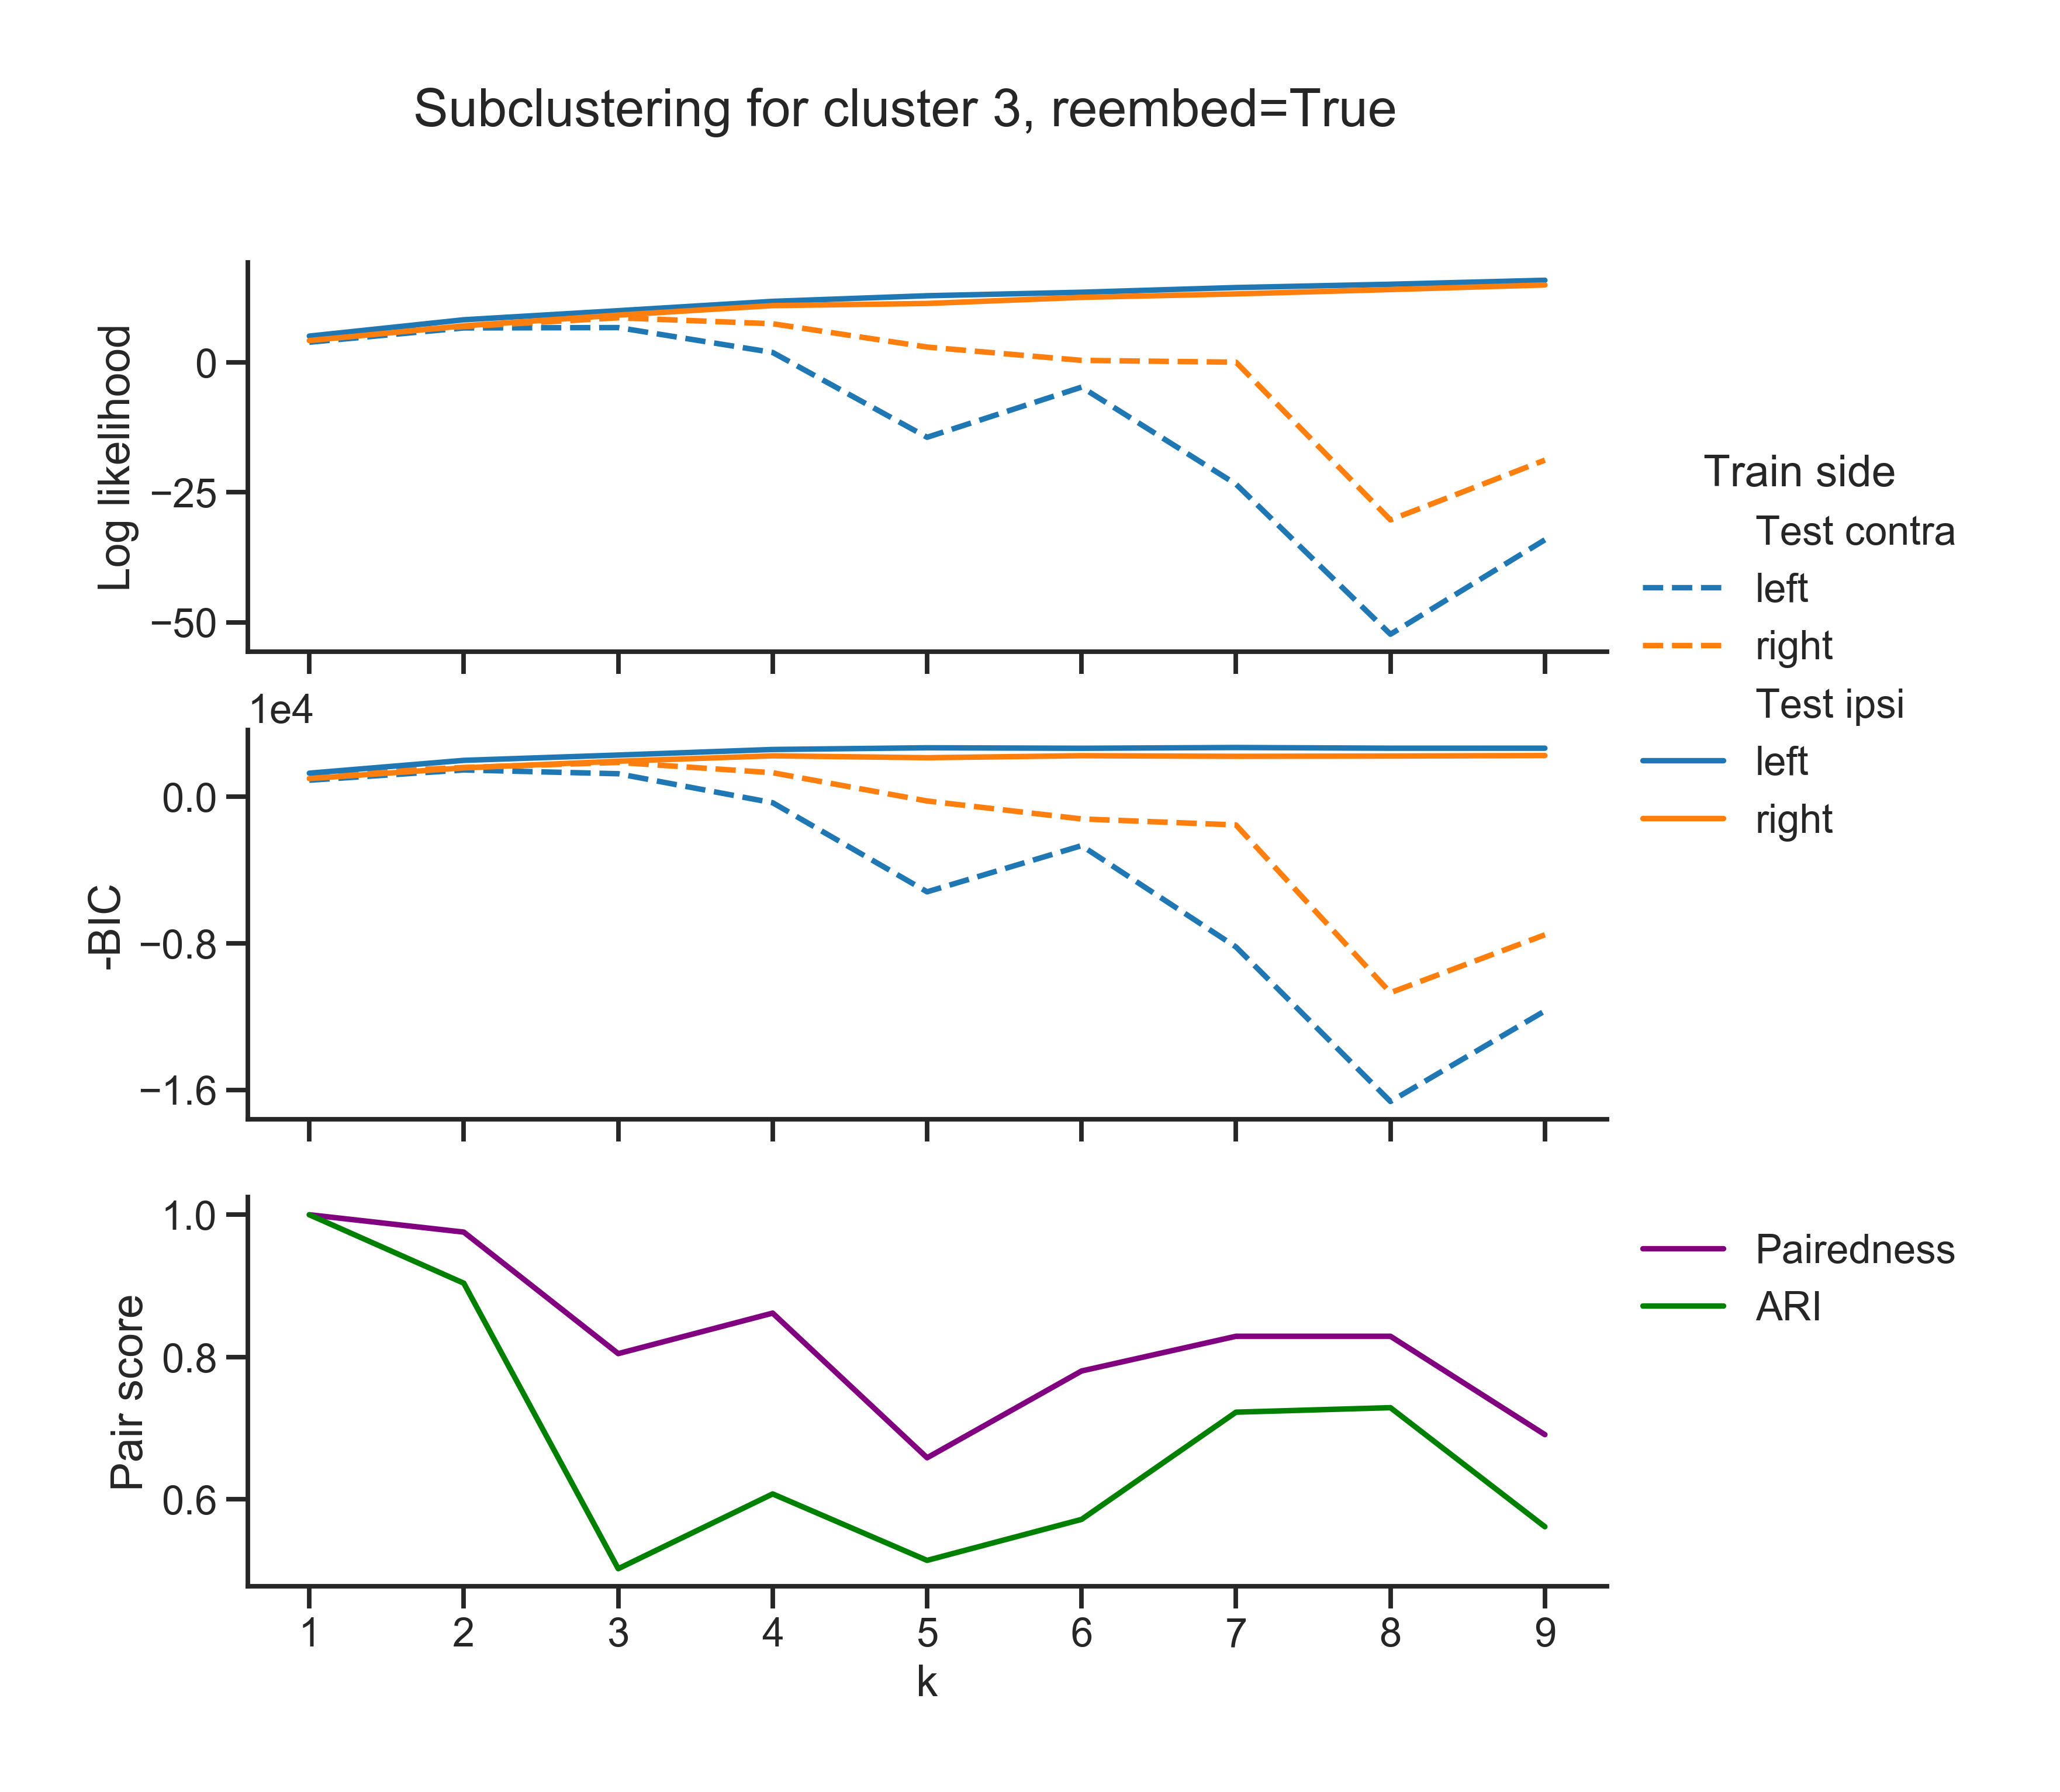 Subclustering for cluster 3, reembed=True
Log likelihood
0
−25
−50
Train side
Test contra
left
right
Test ipsi
left
right
1e4
-BIC
0.0
−0.8
−1.6
Pair score
1.0
0.8
0.6
Pairedness
ARI
1 2 3 4 5 6 7 8 9
k